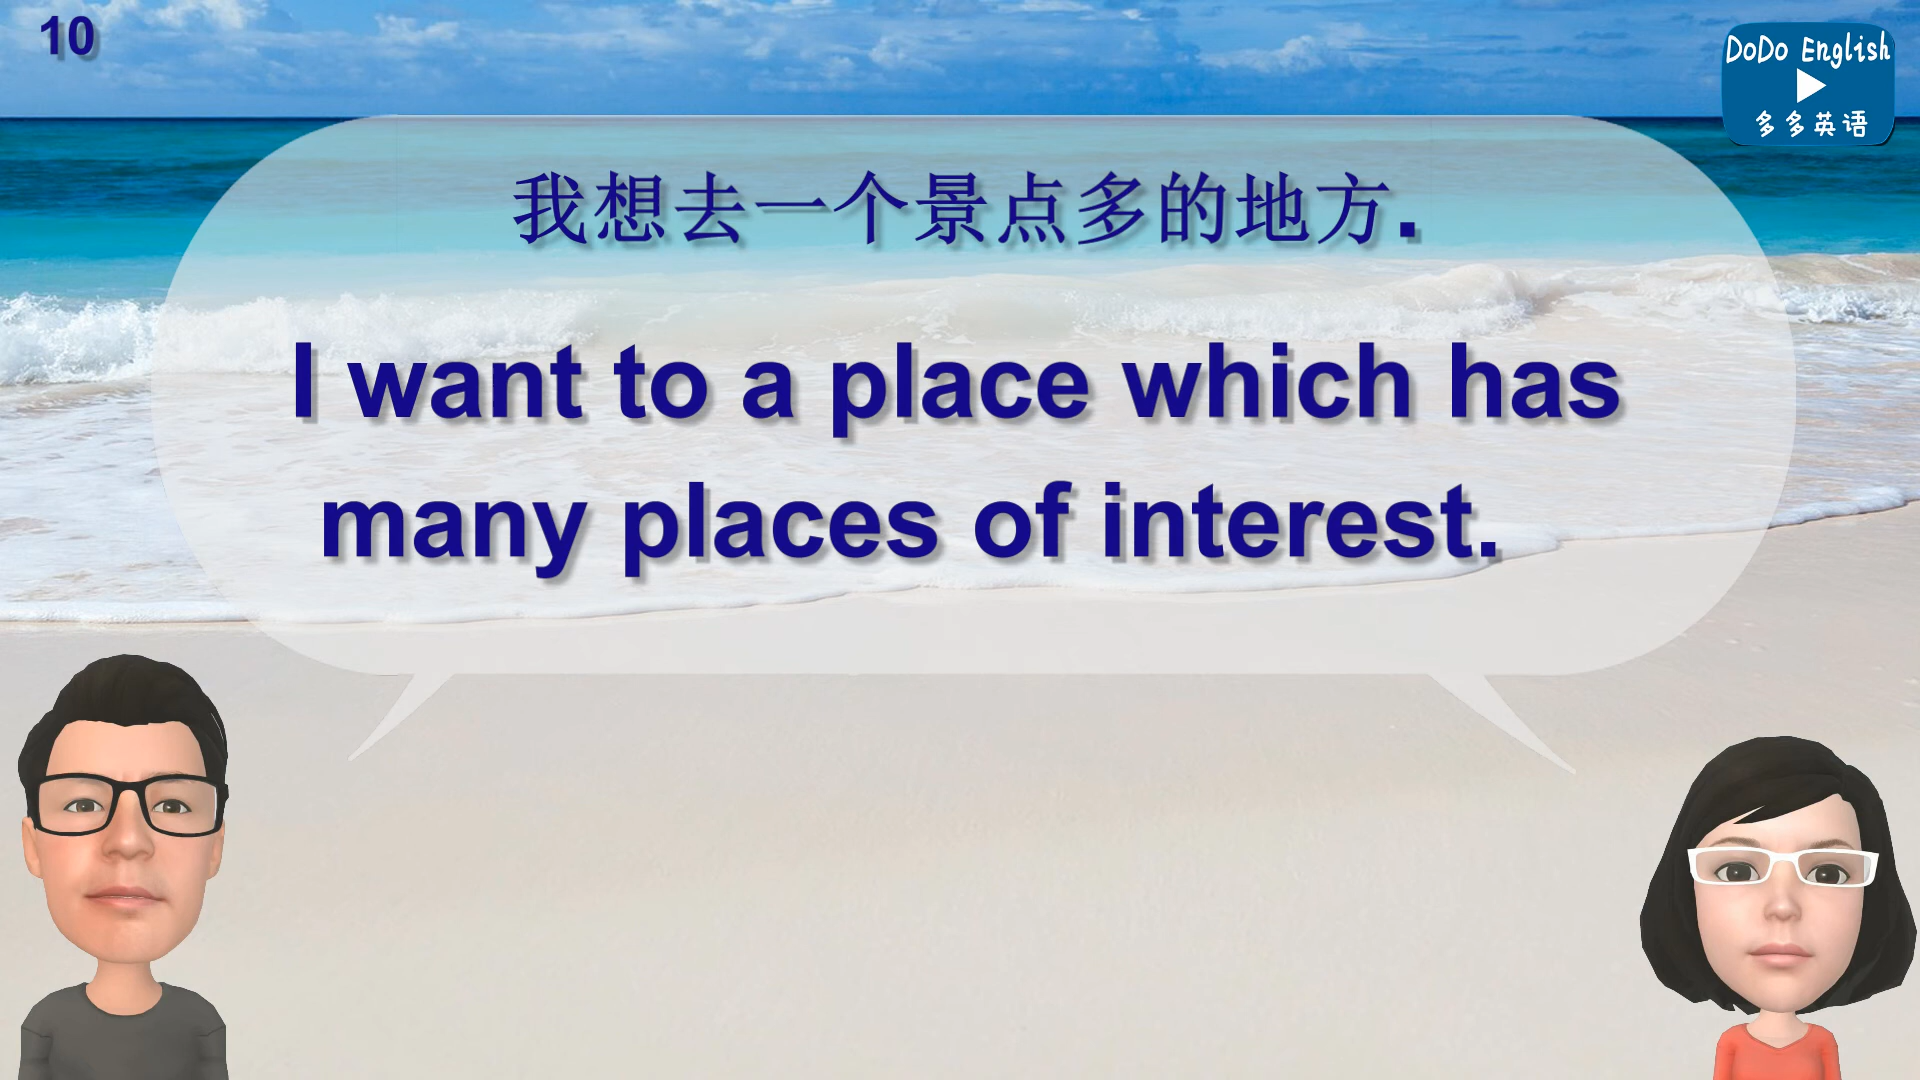 10
DoDo English
多多英语
我想去一个景点多的地方.
I want to a place which has
many places of interest.